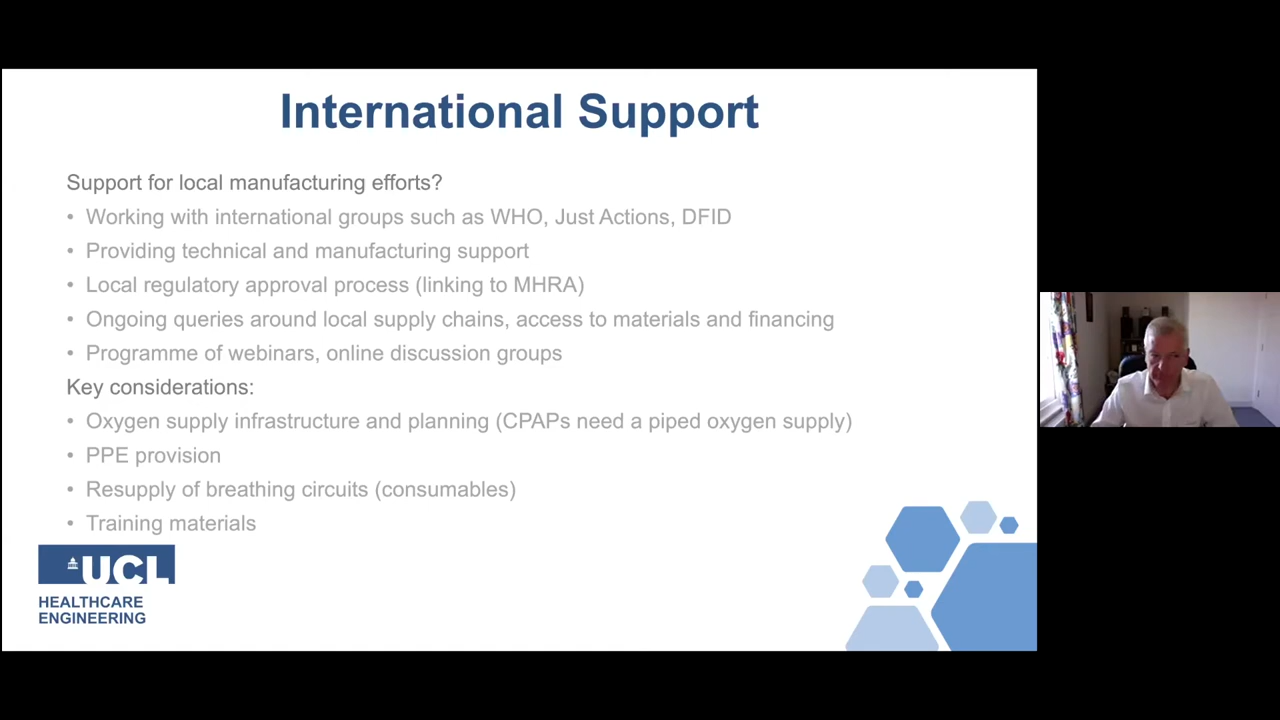 International Support
Support for local manufacturing efforts?
• Working with international groups such as WHO, Just Actions, DFID
• Providing technical and manufacturing support
• Local regulatory approval process (linking to MHRA)
• Ongoing queries around local supply chains, access to materials and financing
• Programme of webinars, online discussion groups
Key considerations:
• Oxygen supply infrastructure and planning (CPAPs need a piped oxygen supply)
• PPE provision
• Resupply of breathing circuits (consumables)
• Training materials
UCL
HEALTHCARE
ENGINEERING